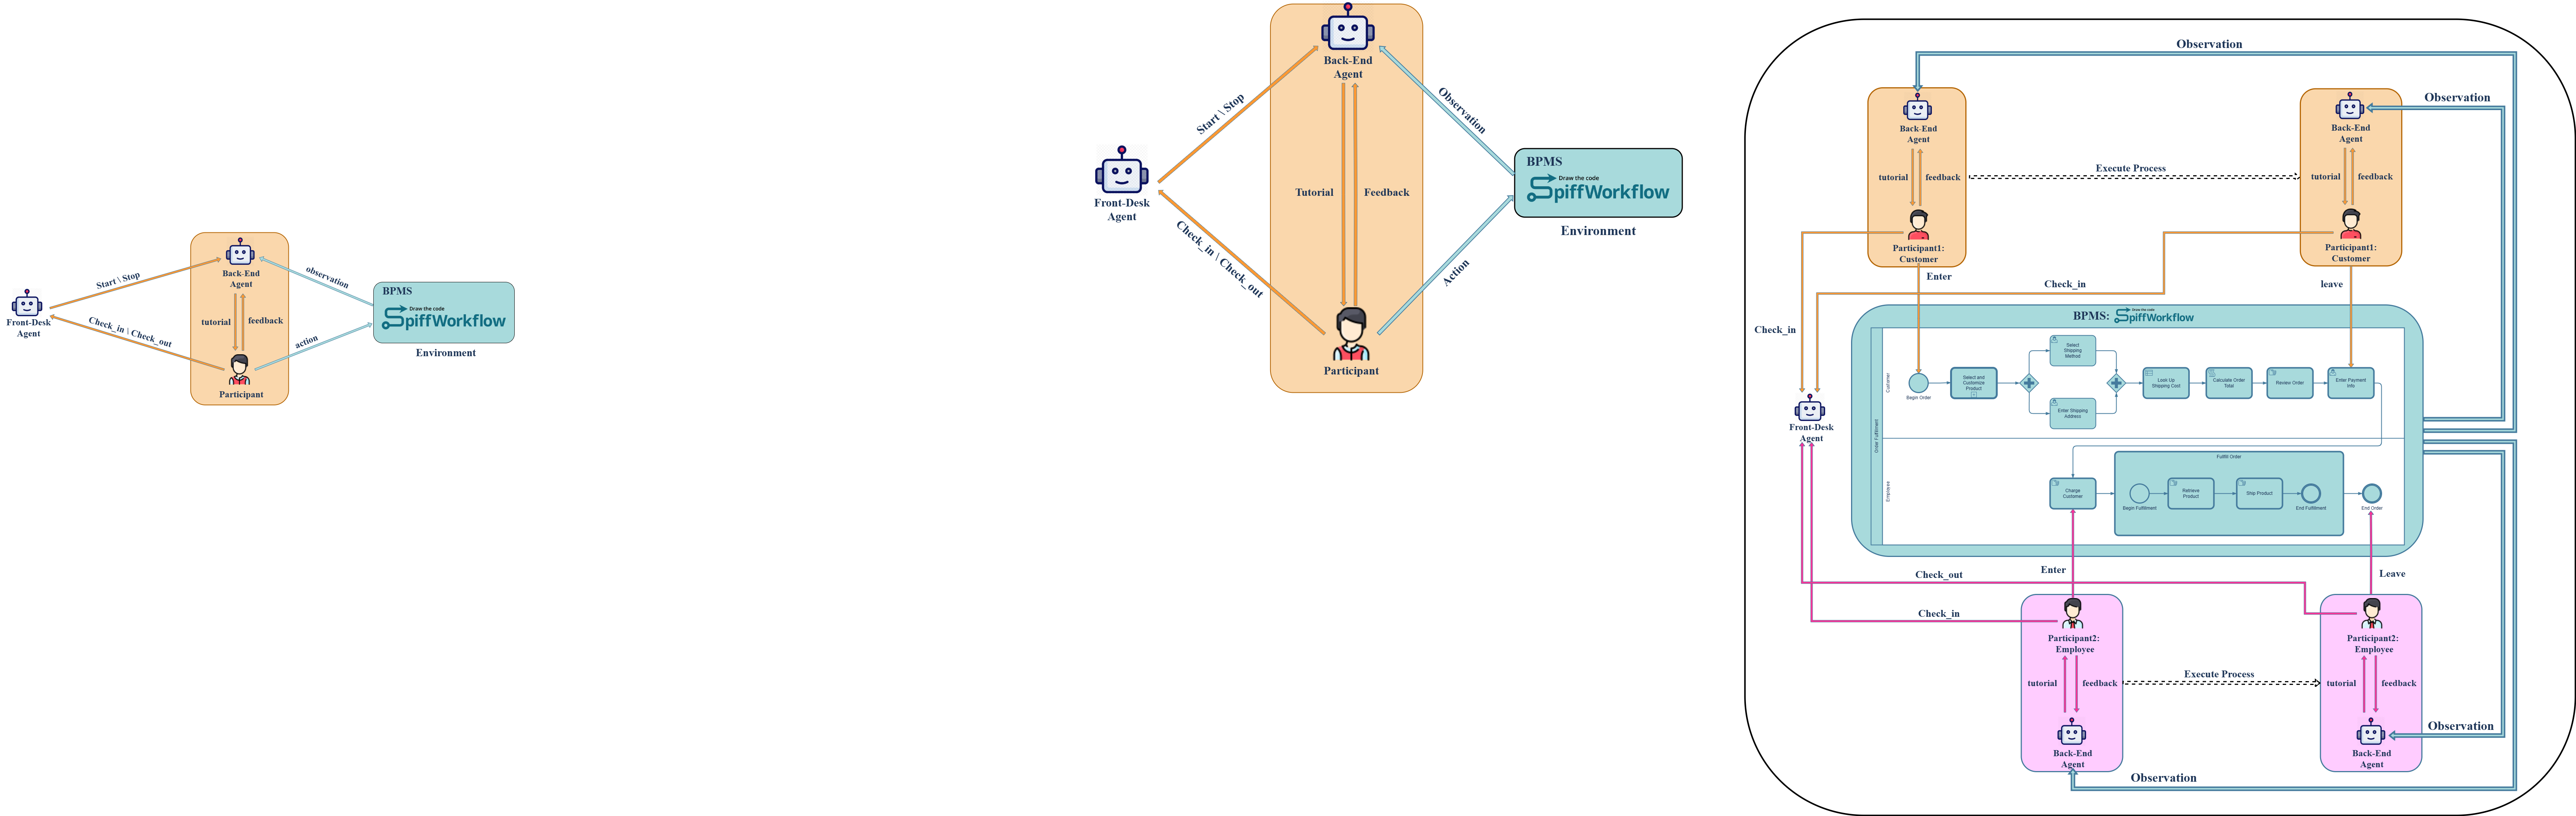 Start \ Stop
Back-End
Agent
observation
BPMS
Draw the code
SpiffWorkflow
Front-Desk
Agent
tutorial
feedback
Check_in | Check_out
action
Environment
Participant
Back-End
Agent
Start \ Stop
Observation
BPMS
Draw the code
SpiffWorkflow
Front-Desk
Agent
Tutorial
Feedback
Environment
Check_in | Check_out
Action
Participant
Observation
Observation
Back-End
Agent
Back-End
Agent
tutorial
feedback
Execute Process
tutorial
feedback
Participant1:
Customer
Participant1:
Customer
Enter
Check_in
leave
Check_in
BPMS:
Draw the code
SpiffWorkflow
Order Fulfillment
Customer
Begin Order
Select and
Customize
Product
Select
Shipping
Method
Enter Shipping
Address
Look Up
Shipping Cost
Calculate Order
Total
Review Order
Enter Payment
Info
Front-Desk
Agent
Employee
Charge
Customer
Fulfill Order
Begin Fulfillment
Retrieve
Product
Ship Product
End Fulfillment
End Order
Enter
Leave
Check_out
Check_in
Participant2:
Employee
Participant2:
Employee
tutorial
feedback
Execute Process
tutorial
feedback
Observation
Back-End
Agent
Back-End
Agent
Observation